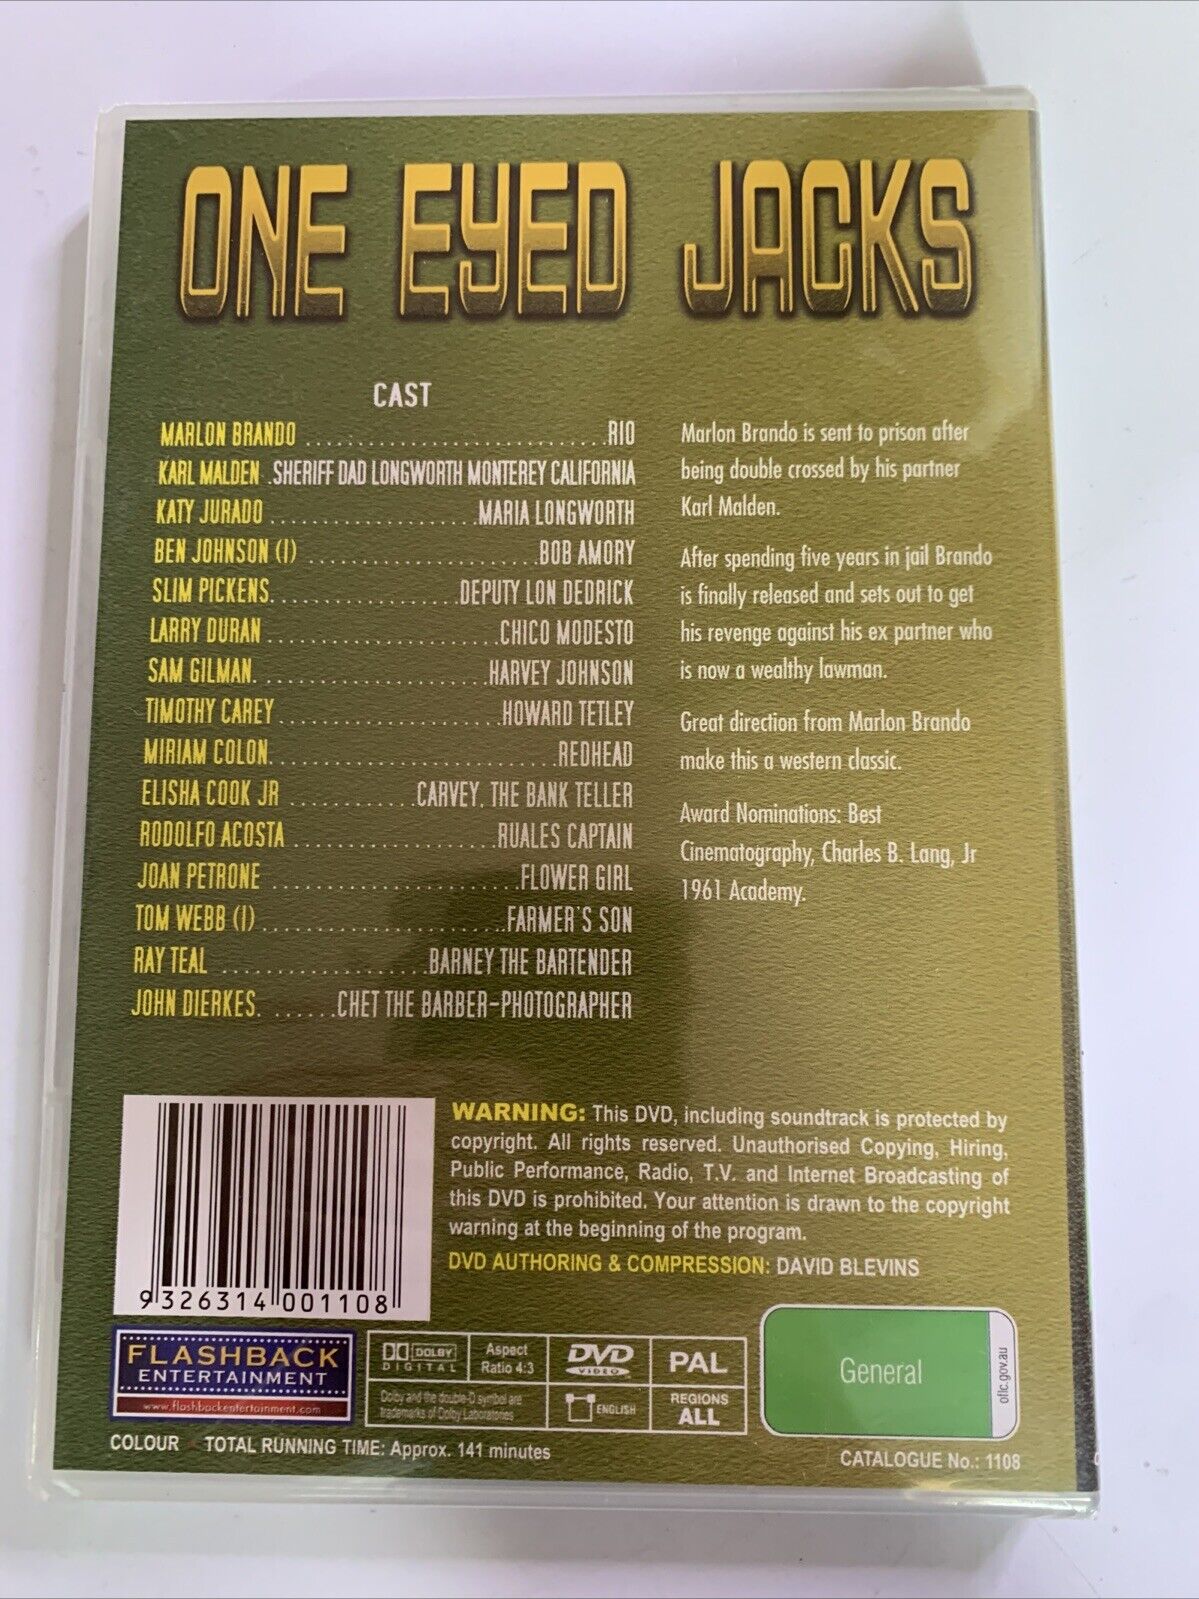 ONE EYED JACKS
CAST
MARLON BRANDO ............................RIO
KARL MALDEN .SHERIFF DAD LONGWORTH MONTEREY CALIFORNIA
KATY JURADO ....................MARIA LONGWORTH
BEN JOHNSON (I) ......................BOB AMORY
SLIM PICKENS..................DEPUTY LON DEDRICK
LARRY DURAN ......................CHICO MODESTO
SAM GILMAN. ......................HARVEY JOHNSON
TIMOTHY CAREY .....................HOWARD TETLEY
MIRIAM COLON...........................REDHEAD
ELISHA COOK JR ............CARVEY, THE BANK TELLER
RODOLFO ACOSTA ....................RUALES CAPTAIN
JOAN PETRONE ........................FLOWER GIRL
TOM WEBB (I) ........................FARMER'S SON
RAY TEAL ....................BARNEY THE BARTENDER
JOHN DIERKES. ......CHET THE BARBER-PHOTOGRAPHER
Marlon Brando is sent to prison after
being double crossed by his partner
Karl Malden.
After spending five years in jail Brando
is finally released and sets out to get
his revenge against his ex partner who
is now a wealthy lawman.
Great direction from Marlon Brando
make this a western classic.
Award Nominations: Best
Cinematography, Charles B. Lang, Jr
1961 Academy.
WARNING: This DVD, including soundtrack is protected by
copyright. All rights reserved. Unauthorised Copying, Hiring,
Public Performance, Radio, T.V. and Internet Broadcasting of
this DVD is prohibited. Your attention is drawn to the copyright
warning at the beginning of the program.
DVD AUTHORING & COMPRESSION: DAVID BLEVINS
9 326314 001108
FLASHBACK
ENTERTAINMENT
www.flashbackentertainment.com
DOLBY
DIGITAL
Aspect
Ratio 4:3
DVD
VIDEO
PAL
Dolby and the double-D symbol are
trademarks of Dolby Laboratories
ENGLISH
REGIONS
ALL
General
oflc.gov.au
COLOUR TOTAL RUNNING TIME: Approx. 141 minutes
CATALOGUE No.: 1108